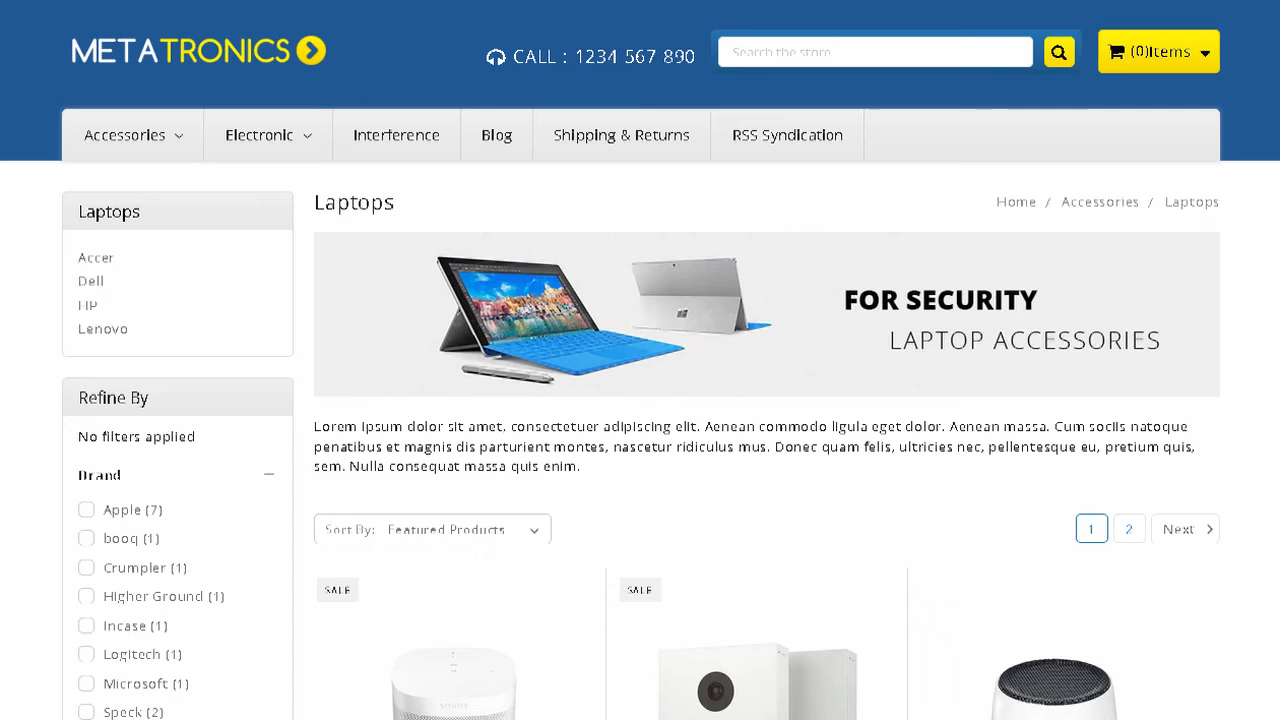 METATRONICS
CALL : 1234 567 890
Search the store
(0)Items
Accessories
Electronic
Interference
Blog
Shipping & Returns
RSS Syndication
Laptops
Accer
Dell
HP
Lenovo
Refine By
No filters applied
Brand
Apple (7)
booq (1)
Crumpler (1)
Higher Ground (1)
Incase (1)
Logitech (1)
Microsoft (1)
Speck (2)
Laptops
Home / Accessories / Laptops
FOR SECURITY
LAPTOP ACCESSORIES
Lorem ipsum dolor sit amet, consectetuer adipiscing elit. Aenean commodo ligula eget dolor. Aenean massa. Cum sociis natoque
penatibus et magnis dis parturient montes, nascetur ridiculus mus. Donec quam felis, ultricies nec, pellentesque eu, pretium quis,
sem. Nulla consequat massa quis enim.
Sort By: Featured Products
1 2 Next
SALE
SALE
SONOS